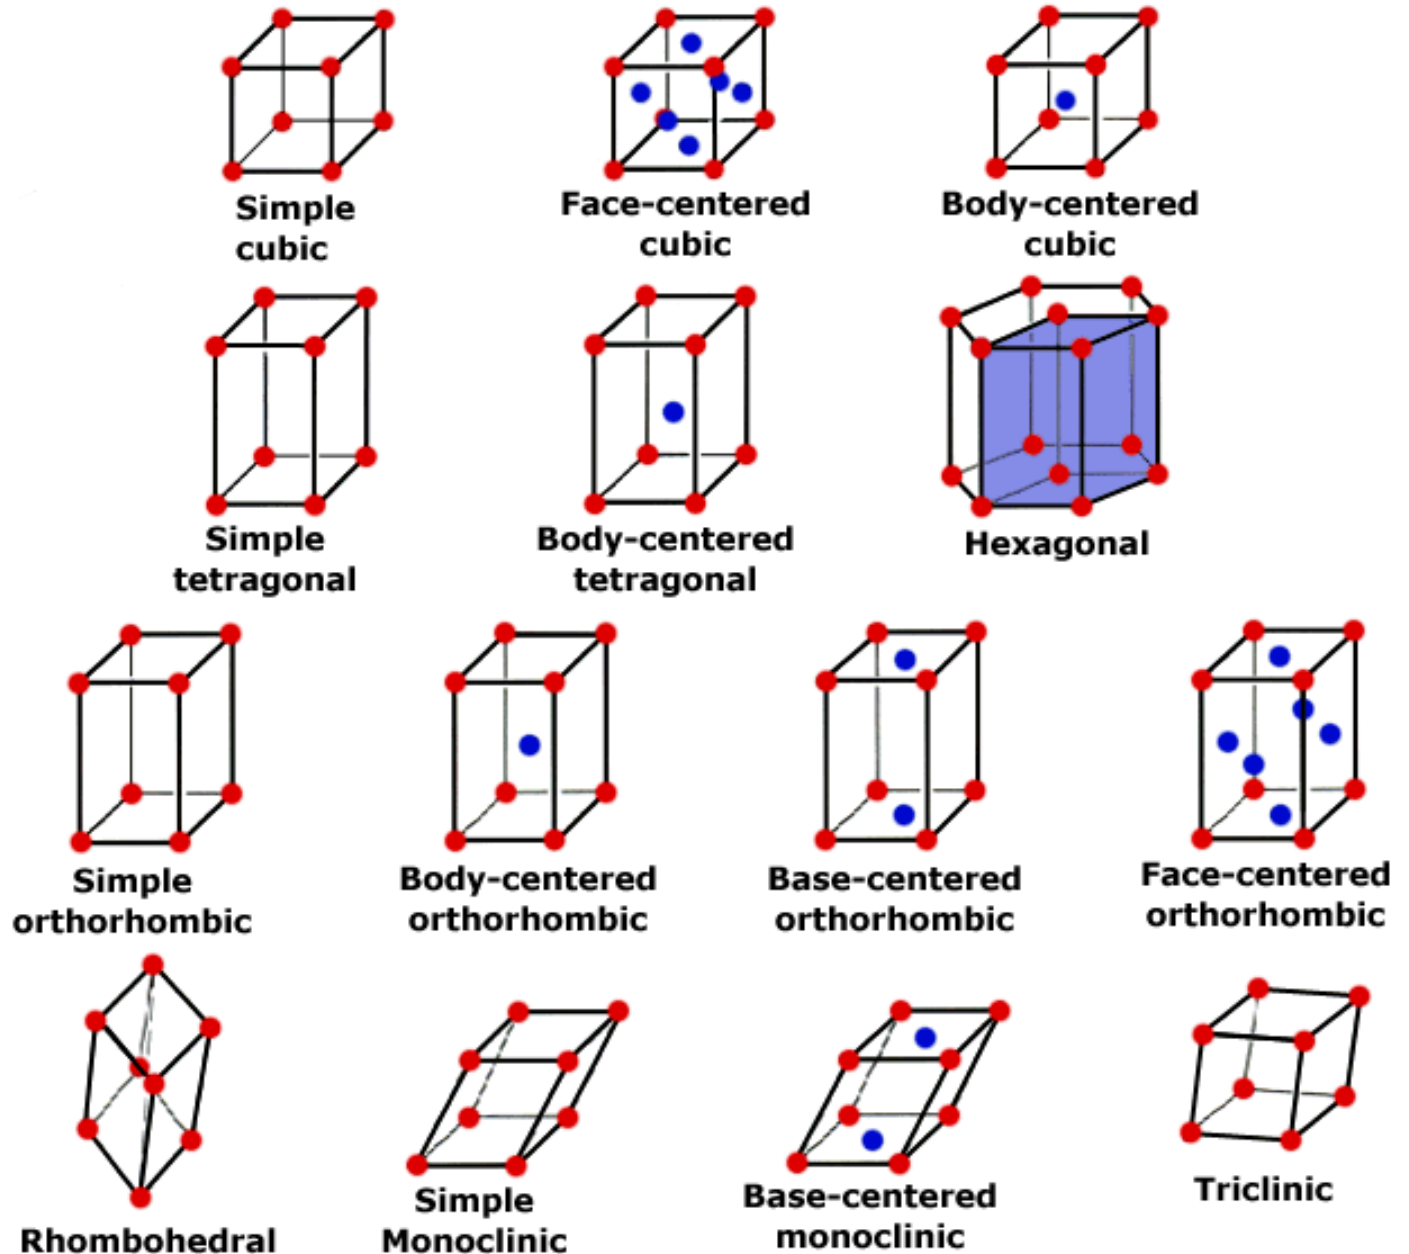 Simple
cubic
Face-centered
cubic
Body-centered
cubic
Simple
tetragonal
Body-centered
tetragonal
Hexagonal
Simple
orthorhombic
Body-centered
orthorhombic
Base-centered
orthorhombic
Face-centered
orthorhombic
Rhombohedral
Simple
Monoclinic
Base-centered
monoclinic
Triclinic